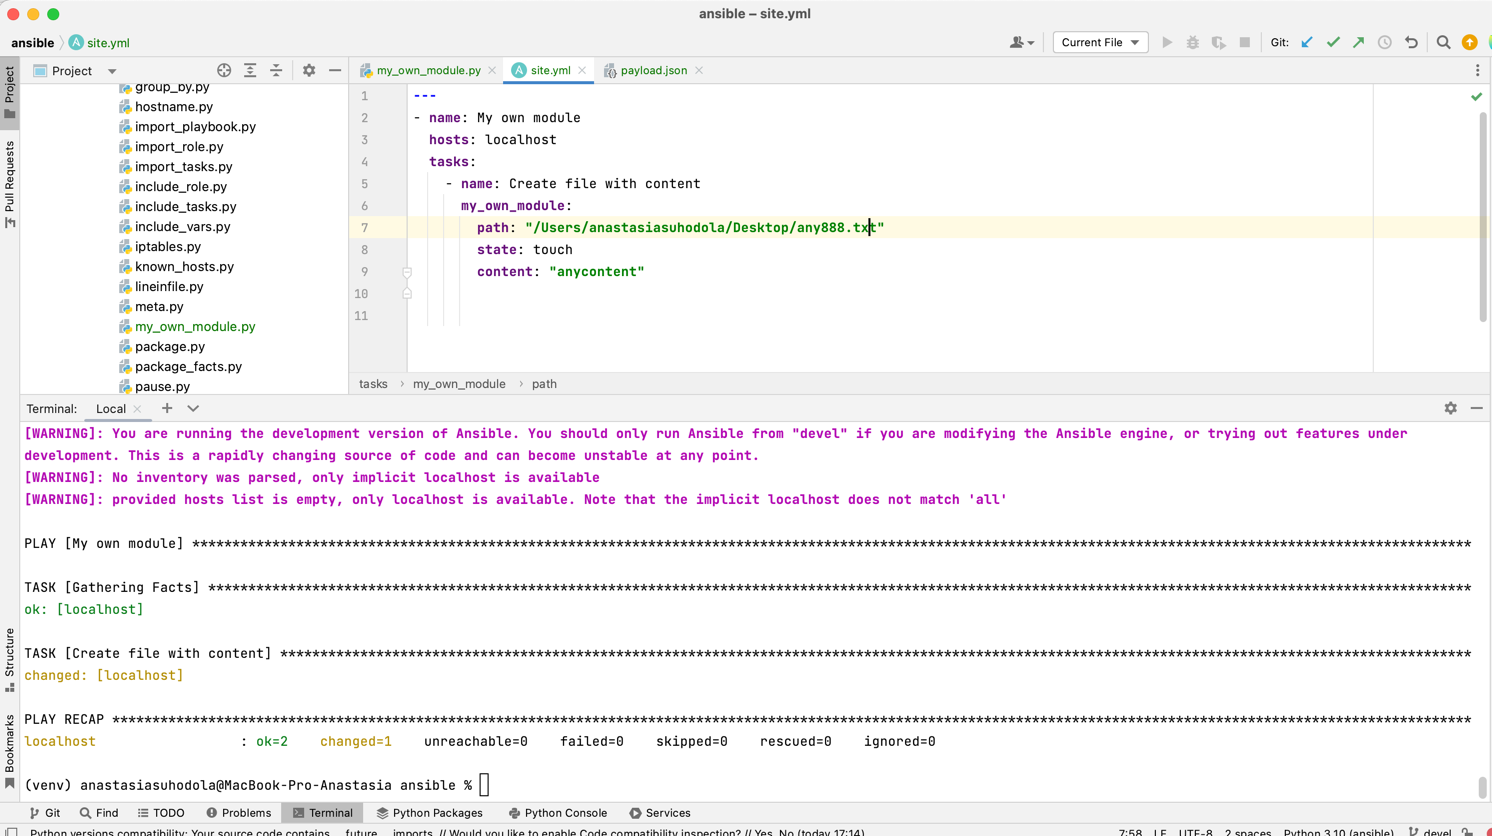 ansible – site.yml
ansible site.yml
Current File
Git:
Project
my_own_module.py
site.yml
payload.json
Project
Pull Requests
Structure
Bookmarks
group_by.py
hostname.py
import_playbook.py
import_role.py
import_tasks.py
include_role.py
include_tasks.py
include_vars.py
iptables.py
known_hosts.py
lineinfile.py
meta.py
my_own_module.py
package.py
package_facts.py
pause.py
1 ---
2 - name: My own module
3 hosts: localhost
4 tasks:
5 - name: Create file with content
6 my_own_module:
7 path: "/Users/anastasiasuhodola/Desktop/any888.txt"
8 state: touch
9 content: "anycontent"
10
11
tasks › my_own_module › path
Terminal: Local
[WARNING]: You are running the development version of Ansible. You should only run Ansible from "devel" if you are modifying the Ansible engine, or trying out features under
development. This is a rapidly changing source of code and can become unstable at any point.
[WARNING]: No inventory was parsed, only implicit localhost is available
[WARNING]: provided hosts list is empty, only localhost is available. Note that the implicit localhost does not match 'all'
PLAY [My own module] ****************************************************************************************************************************************************************
TASK [Gathering Facts] **************************************************************************************************************************************************************
ok: [localhost]
TASK [Create file with content] *****************************************************************************************************************************************************
changed: [localhost]
PLAY RECAP **************************************************************************************************************************************************************************
localhost : ok=2 changed=1 unreachable=0 failed=0 skipped=0 rescued=0 ignored=0
(venv) anastasiasuhodola@MacBook-Pro-Anastasia ansible %
Git Find TODO Problems Terminal Python Packages Python Console Services
Python versions compatibility: Your source code contains __future__ imports. // Would you like to enable Code compatibility inspection? // Yes No (today 17:14) 7:58 LF UTF-8 2 spaces Python 3.10 (ansible) devel